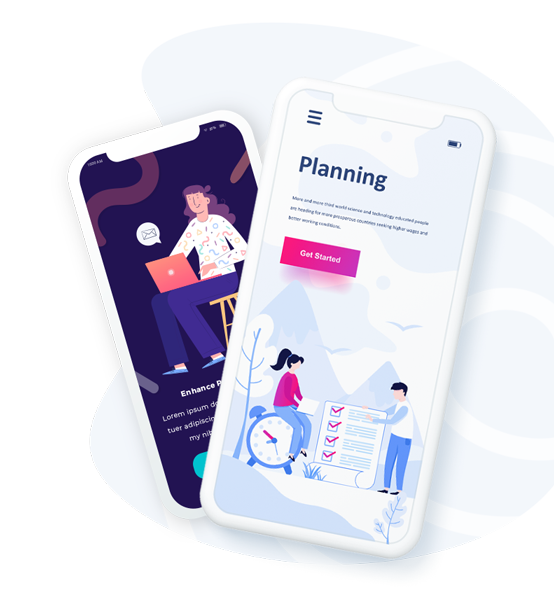 Planning
More and more third world science and technology educated people
are heading for more prosperous countries seeking higher wages and
better working conditions.
Get Started
Enhance
Lorem ipsum
tuer adipiscin
my